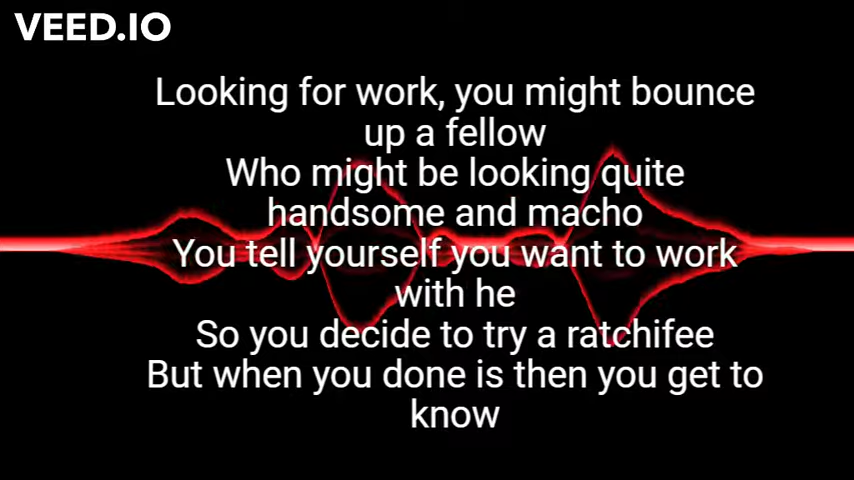 VEED.IO
Looking for work, you might bounce
up a fellow
Who might be looking quite
handsome and macho
You tell yourself you want to work
with he
So you decide to try a ratchifee
But when you done is then you get to
know